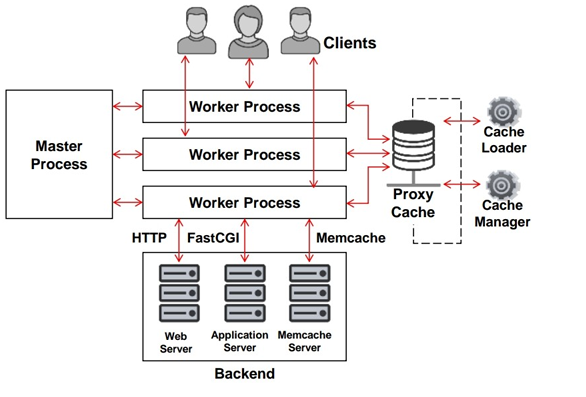 Clients
Worker Process
Master
Process
Worker Process
Worker Process
Cache
Loader
Proxy
Cache
Cache
Manager
HTTP
FastCGI
Memcache
Web
Server
Application
Server
Memcache
Server
Backend